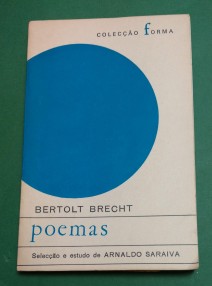 COLECÇÃO fORMA
BERTOLT BRECHT
poemas
Selecção e estudo de ARNALDO SARAIVA